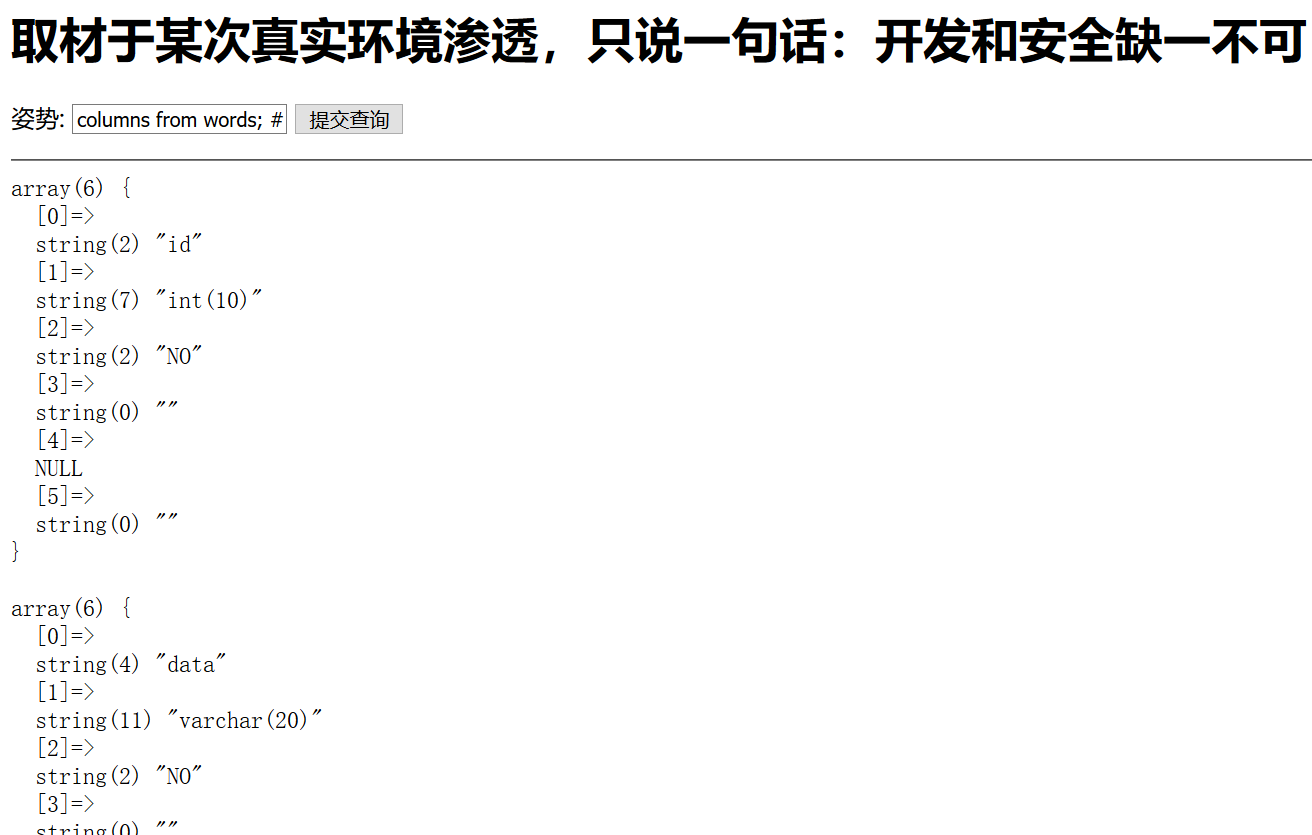 取材于某次真实环境渗透，只说一句话：开发和安全缺一不可
姿势: columns from words; # 提交查询
array(6) {
  [0]=>
  string(2) "id"
  [1]=>
  string(7) "int(10)"
  [2]=>
  string(2) "NO"
  [3]=>
  string(0) ""
  [4]=>
  NULL
  [5]=>
  string(0) ""
}
array(6) {
  [0]=>
  string(4) "data"
  [1]=>
  string(11) "varchar(20)"
  [2]=>
  string(2) "NO"
  [3]=>
  string(0) ""